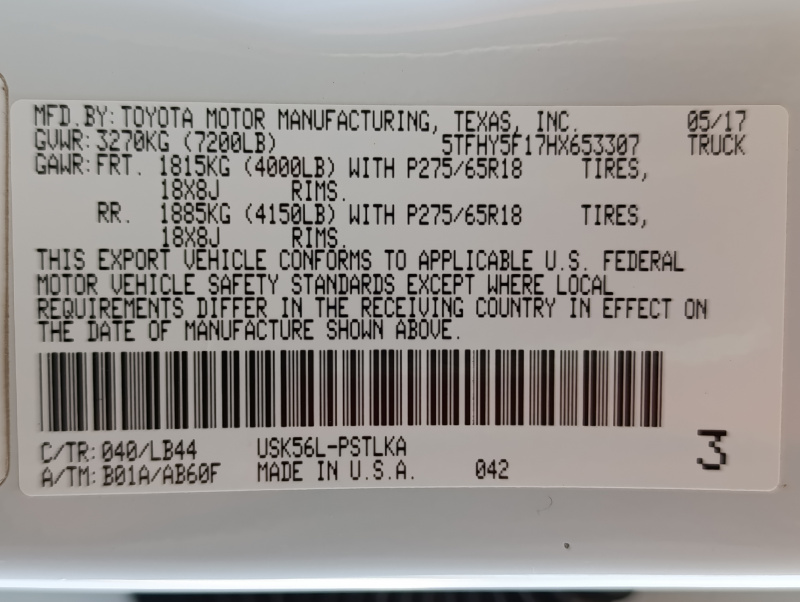 MFD.BY: TOYOTA MOTOR MANUFACTURING, TEXAS, INC. 05/17
GVWR: 3270KG (7200LB) 5TFHY5F17HX653307 TRUCK
GAWR: FRT. 1815KG (4000LB) WITH P275/65R18 TIRES,
18X8J RIMS.
RR. 1885KG (4150LB) WITH P275/65R18 TIRES,
18X8J RIMS.
THIS EXPORT VEHICLE CONFORMS TO APPLICABLE U.S. FEDERAL
MOTOR VEHICLE SAFETY STANDARDS EXCEPT WHERE LOCAL
REQUIREMENTS DIFFER IN THE RECEIVING COUNTRY IN EFFECT ON
THE DATE OF MANUFACTURE SHOWN ABOVE.
C/TR: 040/LB44 USK56L-PSTLKA 3
A/TM: B01A/AB60F MADE IN U.S.A. 042